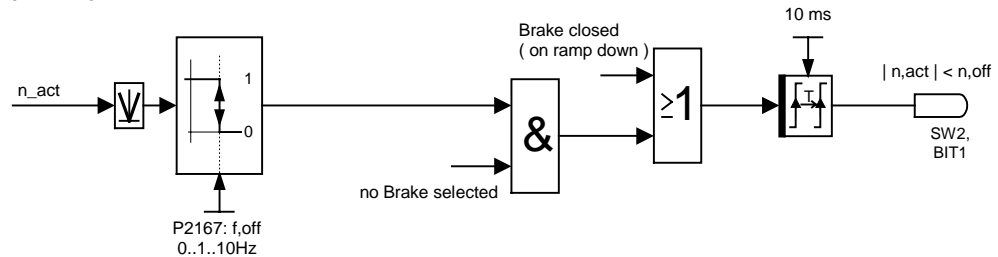 10 ms
Brake closed
( on ramp down )
| n,act | < n,off
n_act
1
0
T
&
≥1
SW2,
BIT1
no Brake selected
P2167: f,off
0..1..10Hz